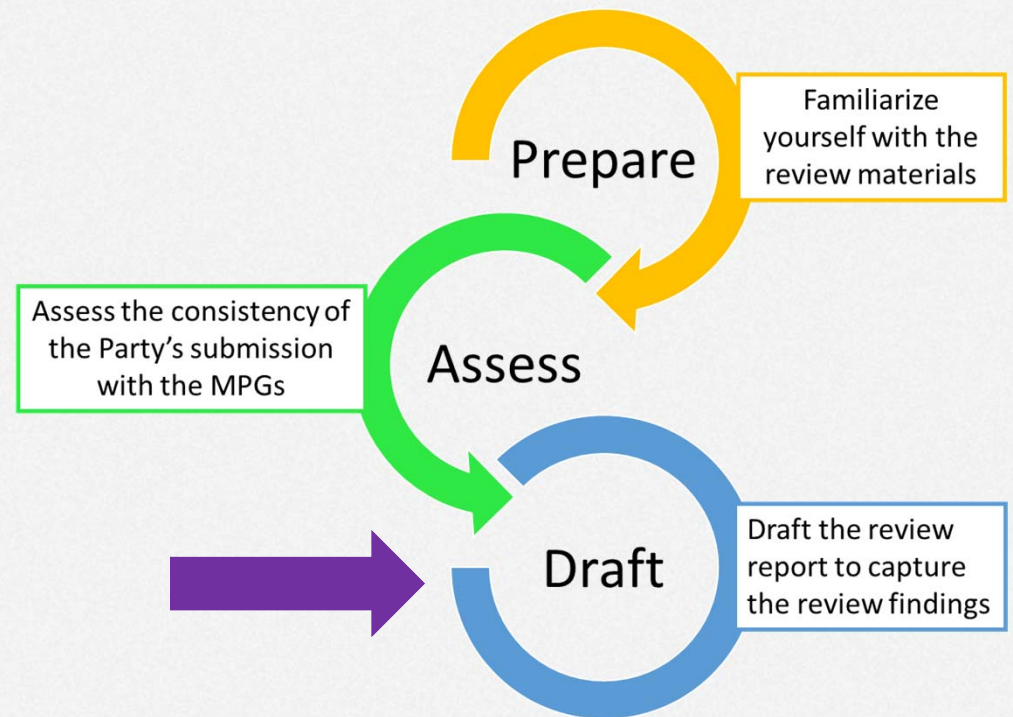 Prepare
Familiarize
yourself with the
review materials
Assess the consistency of
the Party's submission
with the MPGs
Assess
Draft
Draft the review
report to capture
the review findings